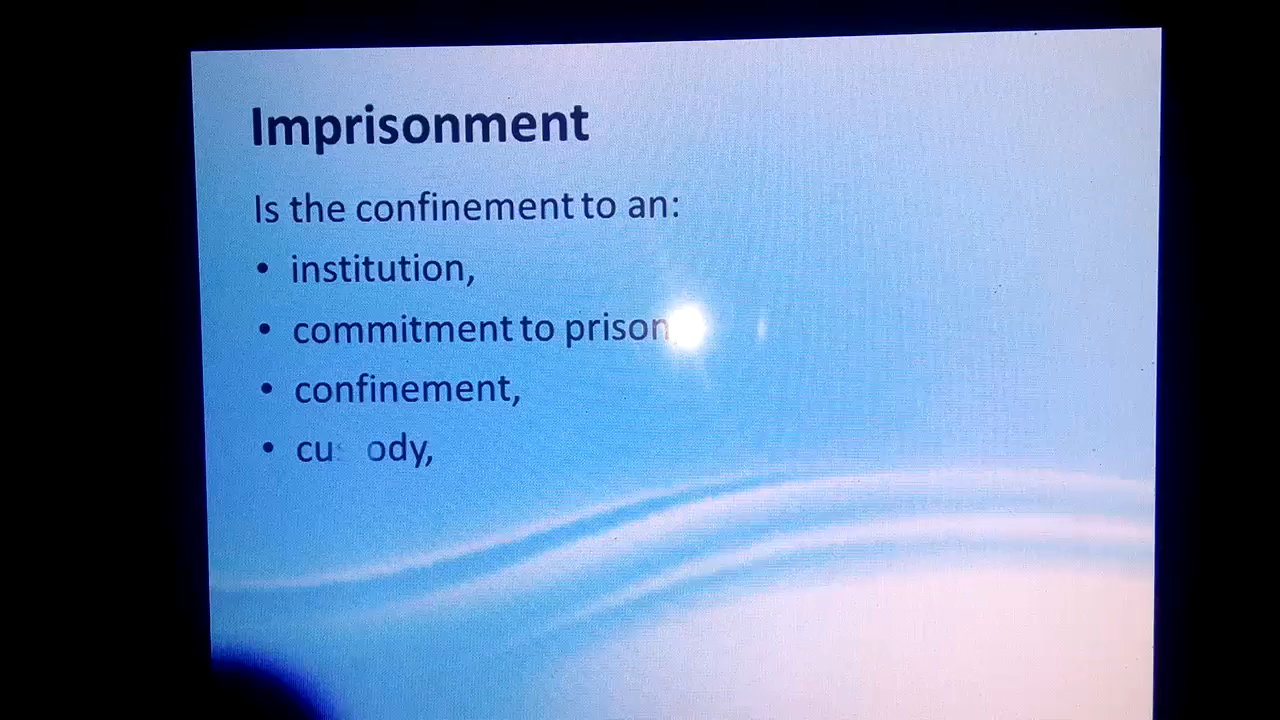 Imprisonment
Is the confinement to an:
• institution,
• commitment to prison
• confinement,